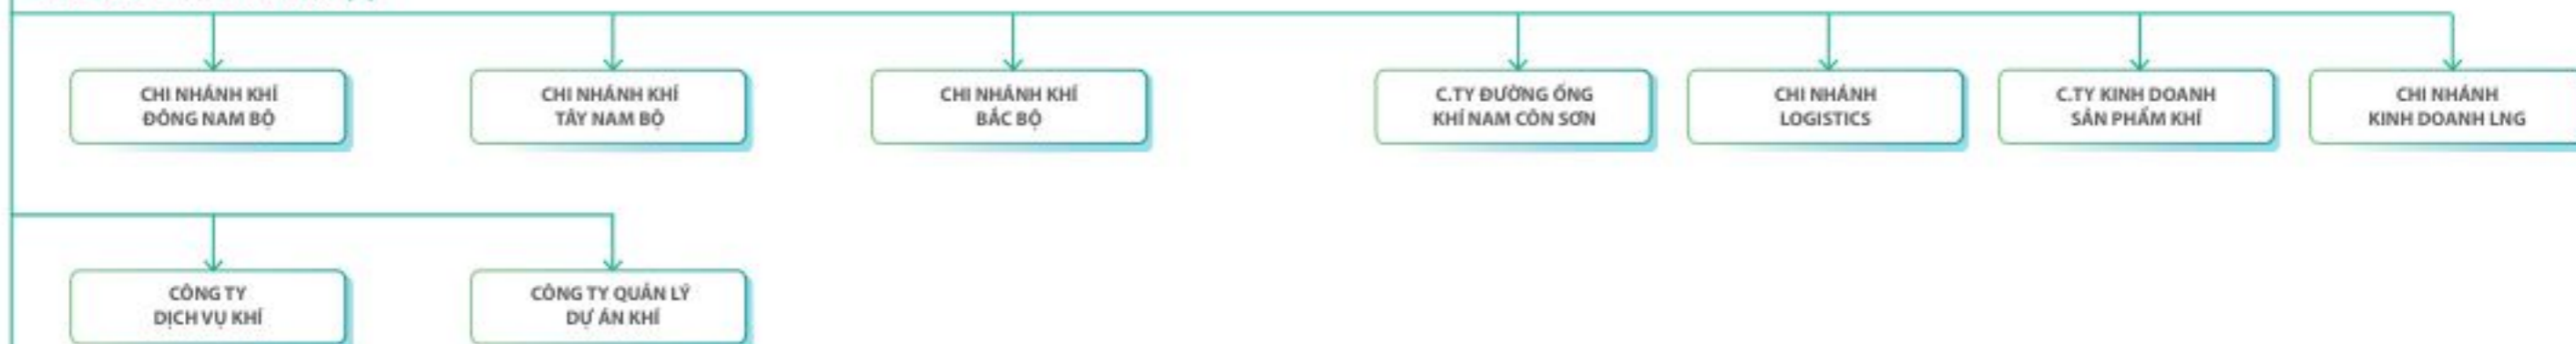 CHI NHÁNH KHÍ
ĐÔNG NAM BỘ
CHI NHÁNH KHÍ
TÂY NAM BỘ
CHI NHÁNH KHÍ
BẮC BỘ
C.TY ĐƯỜNG ỐNG
KHÍ NAM CÔN SƠN
CHI NHÁNH
LOGISTICS
C.TY KINH DOANH
SẢN PHẨM KHÍ
CHI NHÁNH
KINH DOANH LNG
CÔNG TY
DỊCH VỤ KHÍ
CÔNG TY QUẢN LÝ
DỰ ÁN KHÍ